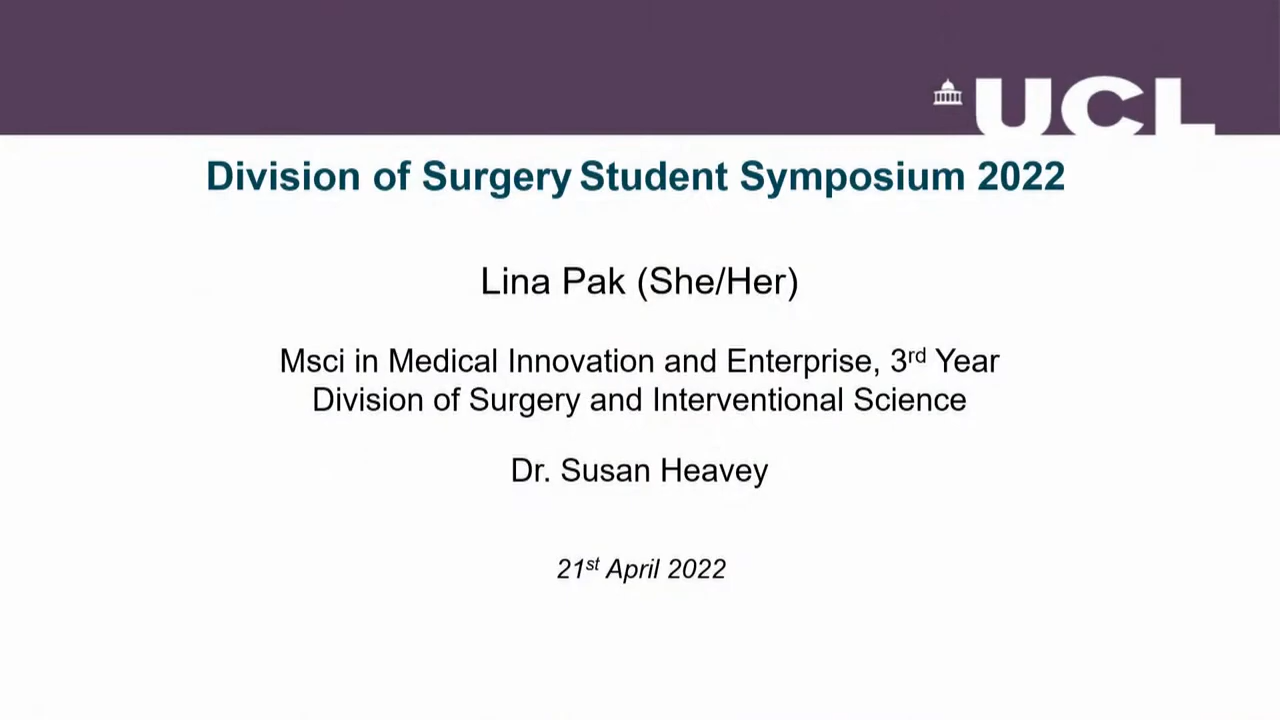 UCL
Division of Surgery Student Symposium 2022
Lina Pak (She/Her)
Msci in Medical Innovation and Enterprise, 3rd Year
Division of Surgery and Interventional Science
Dr. Susan Heavey
21st April 2022